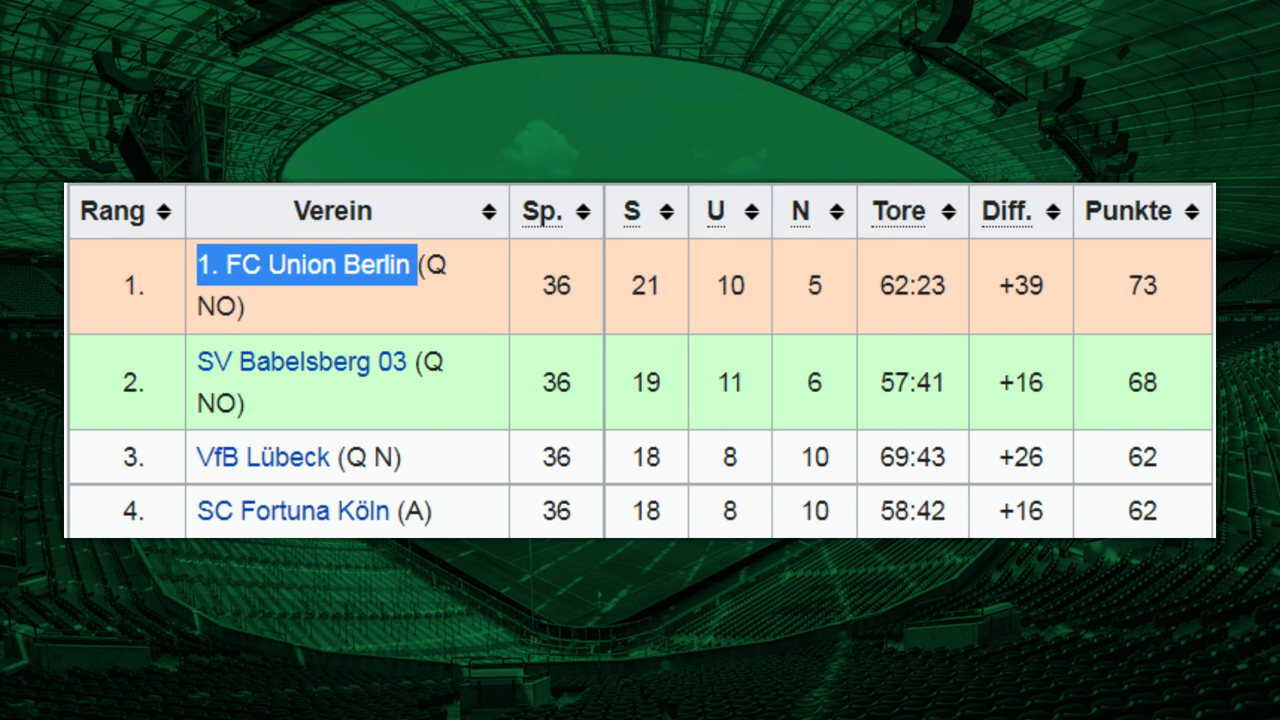 Rang Verein Sp. S U N Tore Diff. Punkte
1. 1. FC Union Berlin (Q NO) 36 21 10 5 62:23 +39 73
2. SV Babelsberg 03 (Q NO) 36 19 11 6 57:41 +16 68
3. VfB Lübeck (Q N) 36 18 8 10 69:43 +26 62
4. SC Fortuna Köln (A) 36 18 8 10 58:42 +16 62